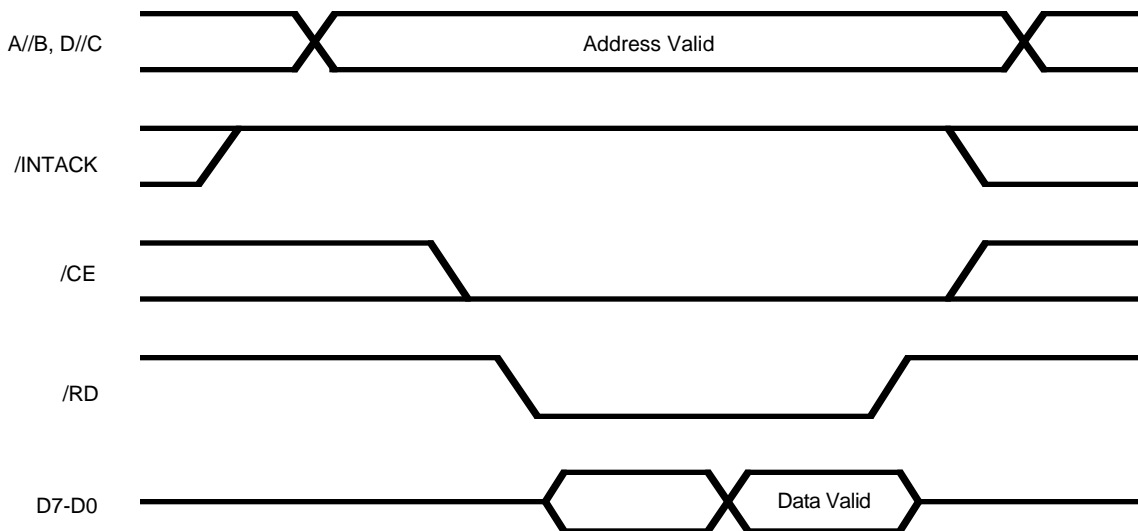 A//B, D//C
Address Valid
/INTACK
/CE
/RD
D7-D0
Data Valid